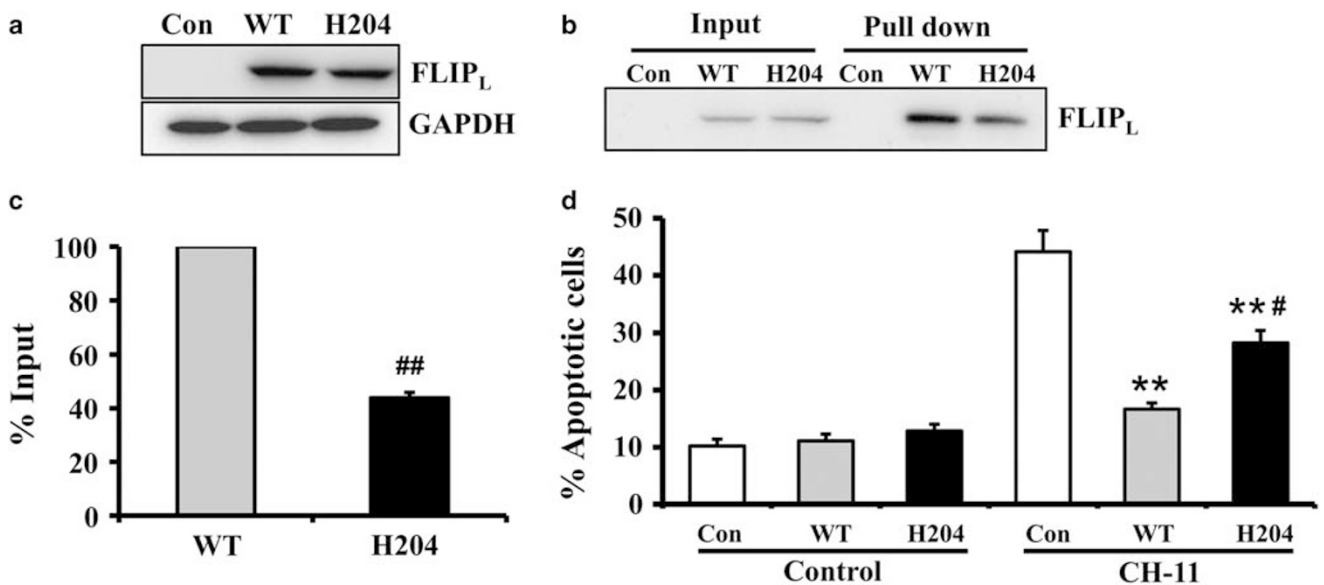 a
Con WT H204
FLIPL
GAPDH
b
Input Pull down
Con WT H204 Con WT H204
FLIPL
c
% Input
100
80
60
40
20
0
##
WT H204
d
% Apoptotic cells
50
40
30
20
10
0
**
**#
Con WT H204 Con WT H204
Control CH-11